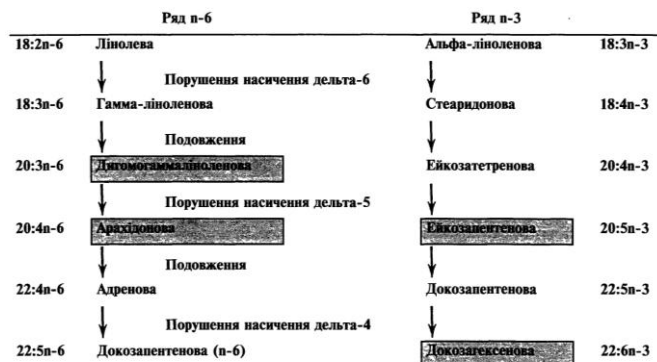 Ряд n-6 Ряд n-3
18:2n-6 Лінолева Альфа-ліноленова 18:3n-3
Порушення насичення дельта-6
18:3n-6 Гамма-ліноленова Стеаридонова 18:4n-3
Подовження
20:3n-6 Дигомогаммаліноленова Ейкозатетренова 20:4n-3
Порушення насичення дельта-5
20:4n-6 Арахідонова Ейкозапентенова 20:5n-3
Подовження
22:4n-6 Адренова Докозапентенова 22:5n-3
Порушення насичення дельта-4
22:5n-6 Докозапентенова (n-6) Докозагексенова 22:6n-3